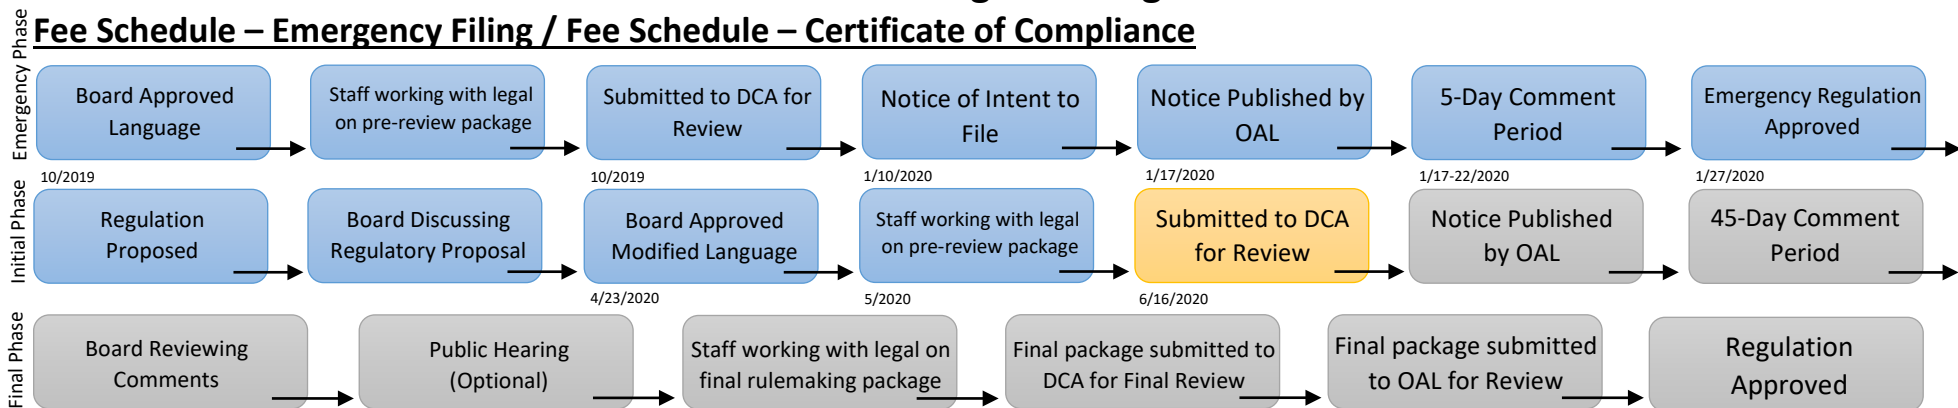 Fee Schedule – Emergency Filing / Fee Schedule – Certificate of Compliance
Emergency Phase
Board Approved
Language
Staff working with legal
on pre-review package
Submitted to DCA for
Review
Notice of Intent to
File
Notice Published by
OAL
5-Day Comment
Period
Emergency Regulation
Approved
10/2019
10/2019
1/10/2020
1/17/2020
1/17-22/2020
1/27/2020
Initial Phase
Regulation
Proposed
Board Discussing
Regulatory Proposal
Board Approved
Modified Language
Staff working with legal
on pre-review package
Submitted to DCA
for Review
Notice Published
by OAL
45-Day Comment
Period
4/23/2020
5/2020
6/16/2020
Final Phase
Board Reviewing
Comments
Public Hearing
(Optional)
Staff working with legal on
final rulemaking package
Final package submitted to
DCA for Final Review
Final package submitted
to OAL for Review
Regulation
Approved